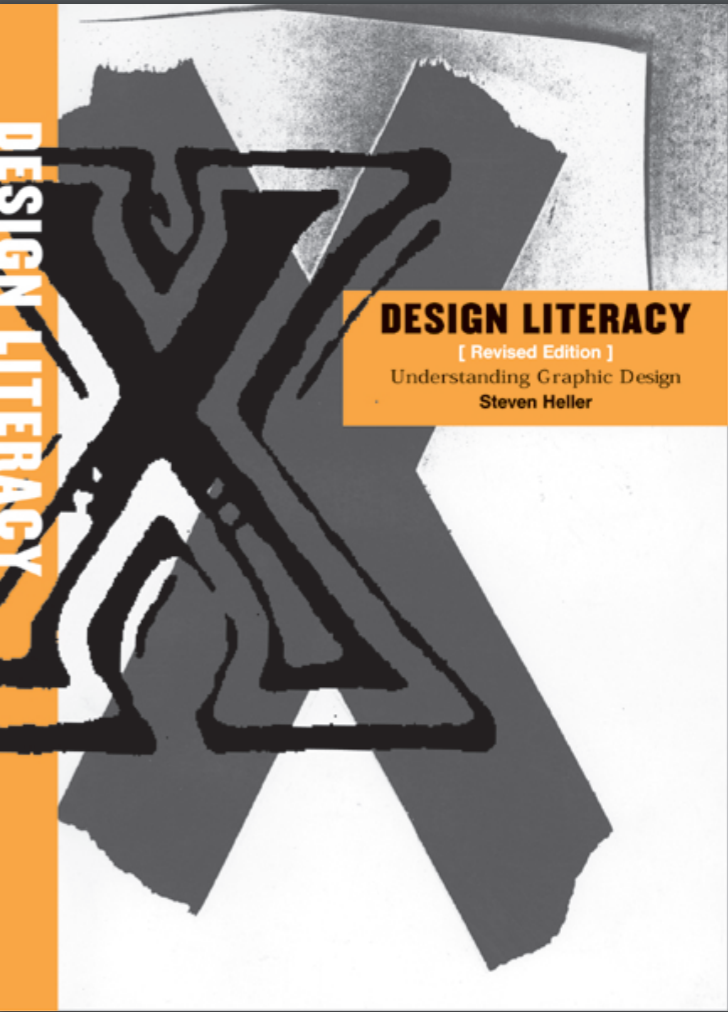 DESIGN LITERACY
DESIGN LITERACY
[ Revised Edition ]
Understanding Graphic Design
Steven Heller
X